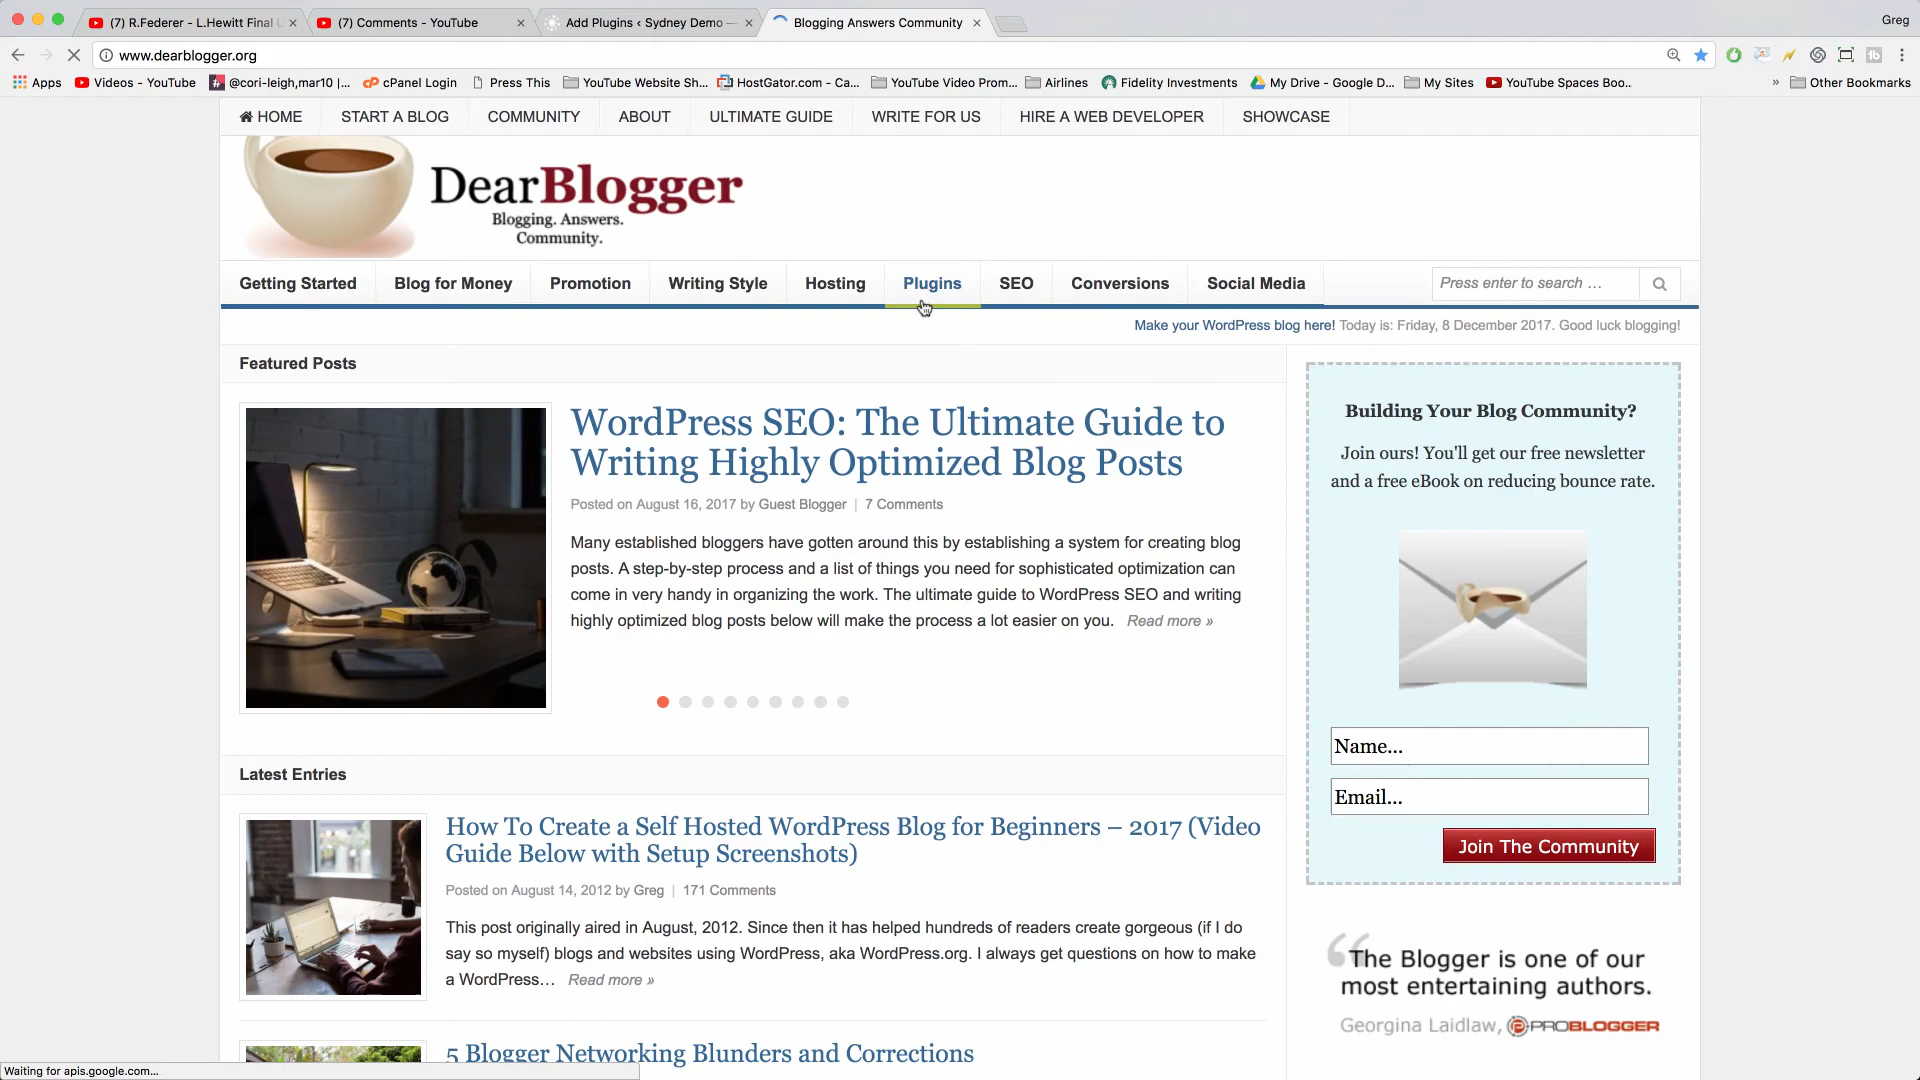 (7) R.Federer - L.Hewitt Final U
(7) Comments - YouTube
Add Plugins ‹ Sydney Demo —
Blogging Answers Community
Greg
www.dearblogger.org
Apps
Videos - YouTube
@cori-leigh,mar10 |...
cPanel Login
Press This
YouTube Website Sh...
HostGator.com - Ca...
YouTube Video Prom...
Airlines
Fidelity Investments
My Drive - Google D...
My Sites
YouTube Spaces Boo...
»
Other Bookmarks
HOME
START A BLOG
COMMUNITY
ABOUT
ULTIMATE GUIDE
WRITE FOR US
HIRE A WEB DEVELOPER
SHOWCASE
DearBlogger
Blogging. Answers.
Community.
Getting Started
Blog for Money
Promotion
Writing Style
Hosting
Plugins
SEO
Conversions
Social Media
Press enter to search ...
Make your WordPress blog here! Today is: Friday, 8 December 2017. Good luck blogging!
Featured Posts
WordPress SEO: The Ultimate Guide to
Writing Highly Optimized Blog Posts
Posted on August 16, 2017 by Guest Blogger | 7 Comments
Many established bloggers have gotten around this by establishing a system for creating blog
posts. A step-by-step process and a list of things you need for sophisticated optimization can
come in very handy in organizing the work. The ultimate guide to WordPress SEO and writing
highly optimized blog posts below will make the process a lot easier on you. Read more »
Building Your Blog Community?
Join ours! You'll get our free newsletter
and a free eBook on reducing bounce rate.
Name...
Email...
Join The Community
Latest Entries
How To Create a Self Hosted WordPress Blog for Beginners – 2017 (Video
Guide Below with Setup Screenshots)
Posted on August 14, 2012 by Greg | 171 Comments
This post originally aired in August, 2012. Since then it has helped hundreds of readers create gorgeous (if I do
say so myself) blogs and websites using WordPress, aka WordPress.org. I always get questions on how to make
a WordPress… Read more »
“The Blogger is one of our
most entertaining authors.
Georgina Laidlaw, PROBLOGGER
5 Blogger Networking Blunders and Corrections
Waiting for apis.google.com...